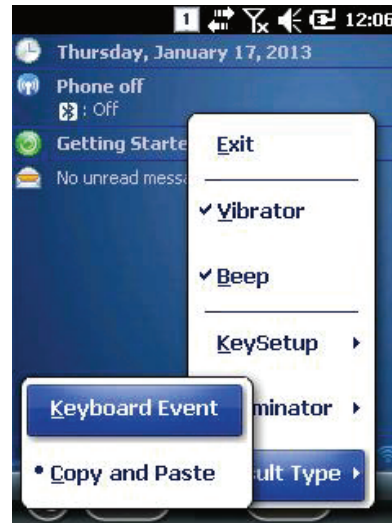 1 12:06
Thursday, January 17, 2013
Phone off
: Off
Getting Starte
No unread messa
Exit
Vibrator
Beep
KeySetup
minator
ult Type
Keyboard Event
Copy and Paste